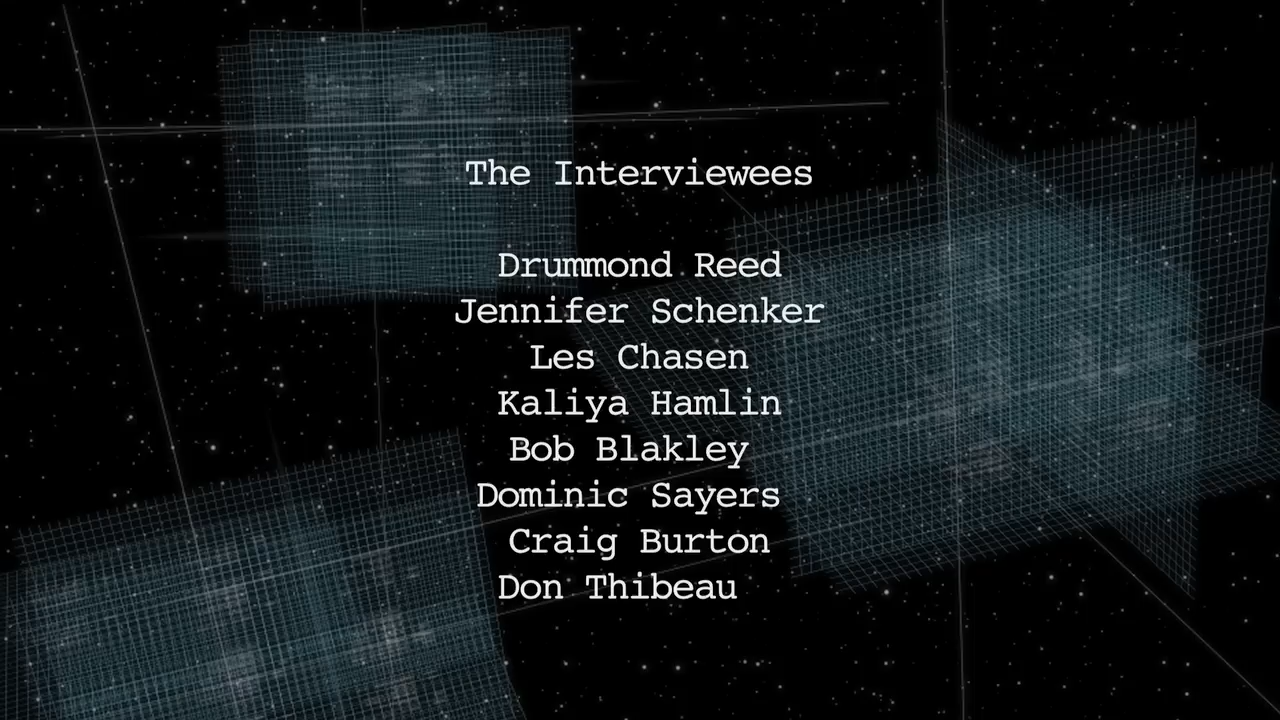 The Interviewees
Drummond Reed
Jennifer Schenker
Les Chasen
Kaliya Hamlin
Bob Blakley
Dominic Sayers
Craig Burton
Don Thibeau